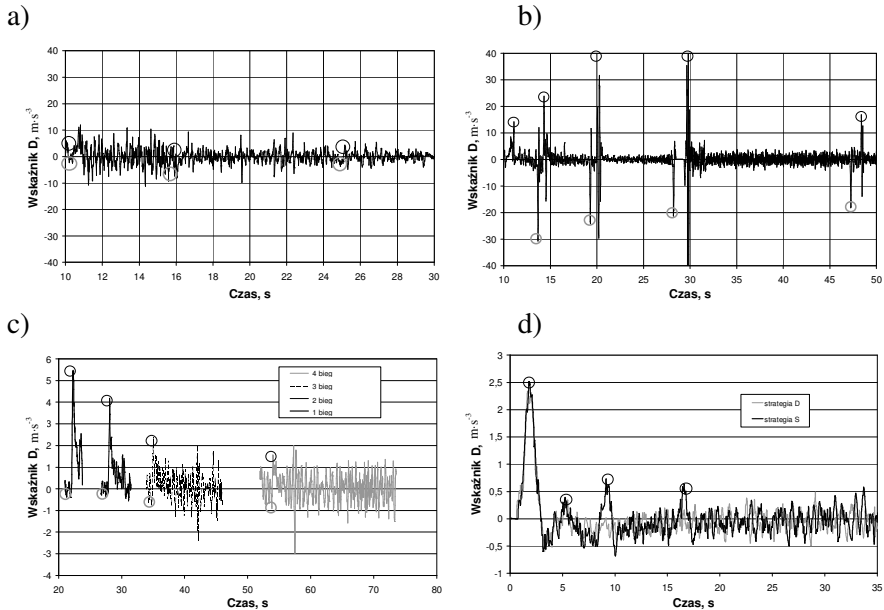 a)
40
30
20
10
0
-10
-20
-30
-40
Wskaźnik D, m·s⁻³
10 12 14 16 18 20 22 24 26 28 30
Czas, s
b)
40
30
20
10
0
-10
-20
-30
-40
Wskaźnik D, m·s⁻³
10 15 20 25 30 35 40 45 50
Czas, s
c)
6
5
4
3
2
1
0
-1
-2
-3
-4
Wskaźnik D, m·s⁻³
4 bieg
3 bieg
2 bieg
1 bieg
20 30 40 50 60 70 80
Czas, s
d)
3
2,5
2
1,5
1
0,5
0
-0,5
-1
Wskaźnik D, m·s⁻³
strategia D
strategia S
0 5 10 15 20 25 30 35
Czas, s